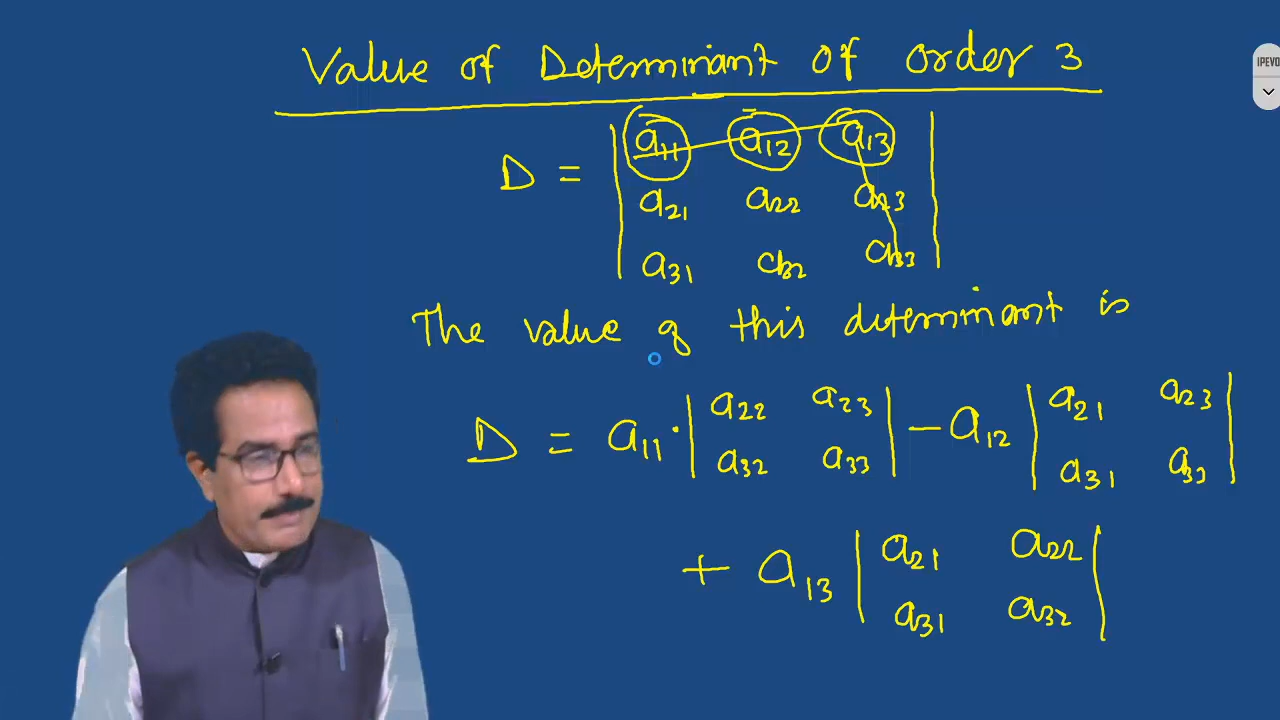 Value of Determinant of order 3
D = | a11 a12 a13 |
| a21 a22 a23 |
| a31 a32 a33 |
The value of this determinant is
D = a11 · | a22 a23 | − a12 | a21 a23 |
| a32 a33 | | a31 a33 |
+ a13 | a21 a22 |
| a31 a32 |
IPEVO